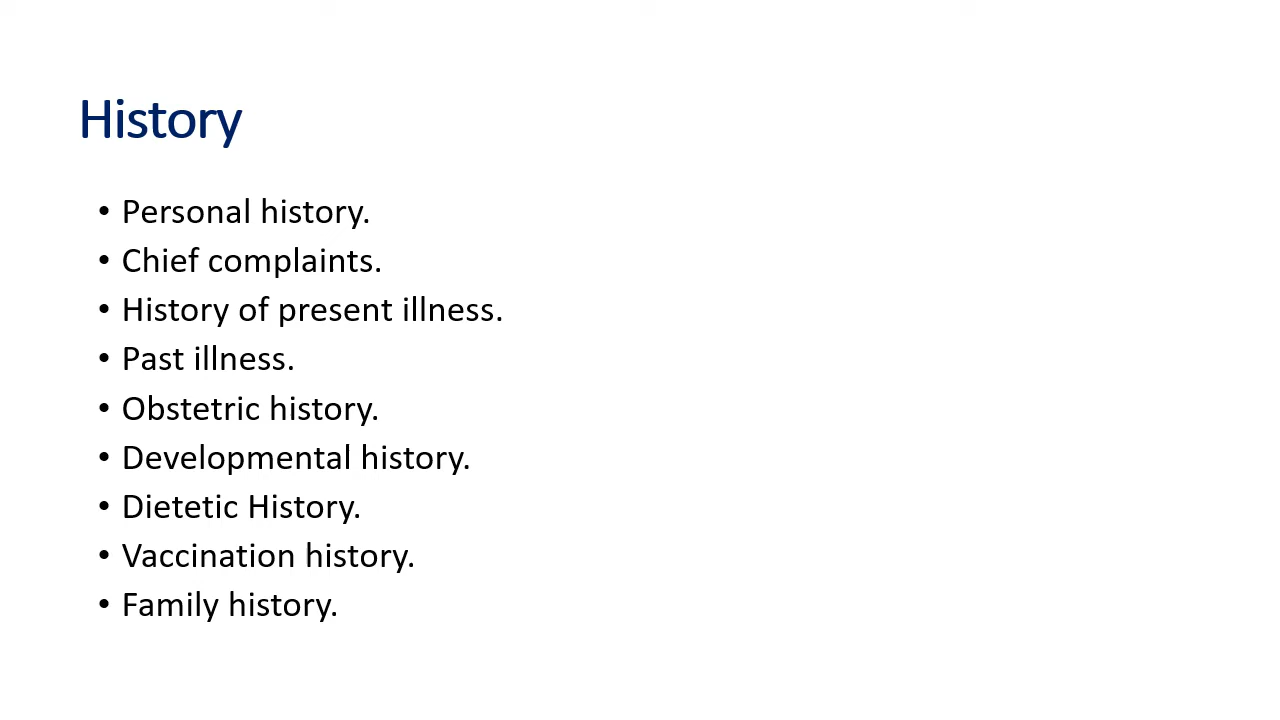 History
• Personal history.
• Chief complaints.
• History of present illness.
• Past illness.
• Obstetric history.
• Developmental history.
• Dietetic History.
• Vaccination history.
• Family history.